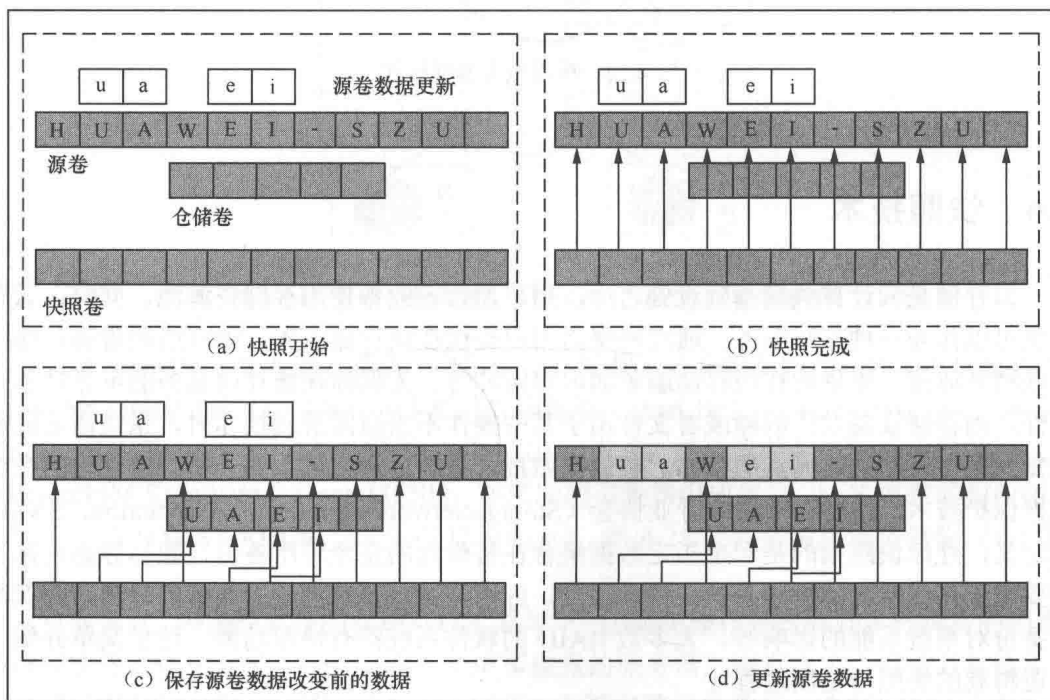 u a e i 源卷数据更新
H U A W E I - S Z U
源卷
仓储卷
快照卷
(a) 快照开始
u a e i
H U A W E I - S Z U
(b) 快照完成
u a e i
H U A W E I - S Z U
U A E I
(c) 保存源卷数据改变前的数据
H u a W e i - S Z U
U A E I
(d) 更新源卷数据